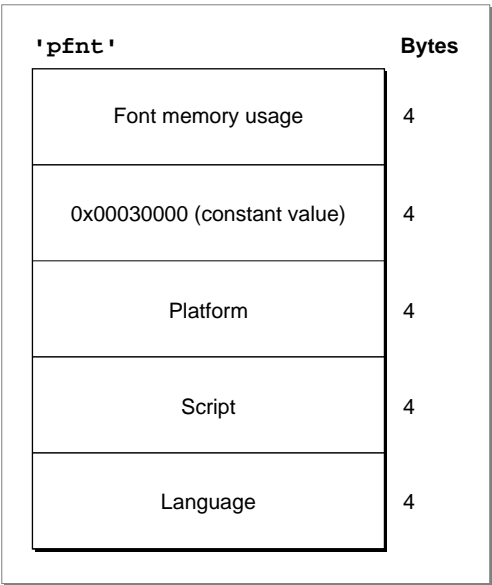 'pfnt' Bytes
Font memory usage 4
0x00030000 (constant value) 4
Platform 4
Script 4
Language 4